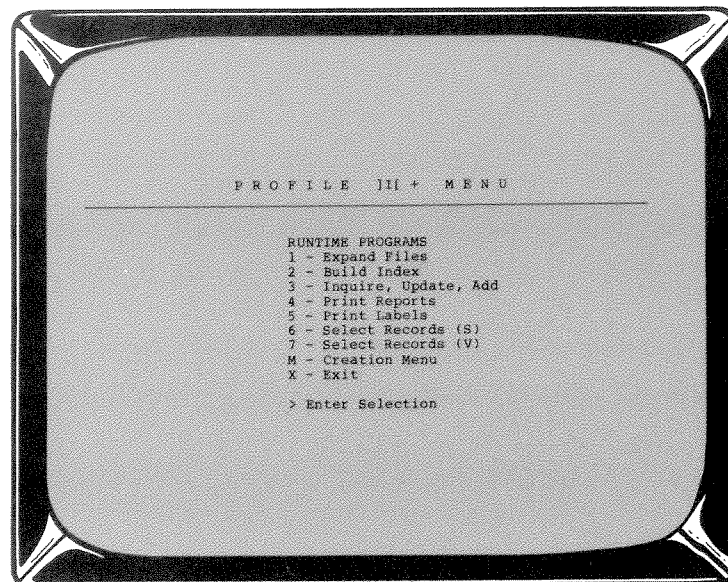 P R O F I L E ]I[ + M E N U
RUNTIME PROGRAMS
1 - Expand Files
2 - Build Index
3 - Inquire, Update, Add
4 - Print Reports
5 - Print Labels
6 - Select Records (S)
7 - Select Records (V)
M - Creation Menu
X - Exit
> Enter Selection